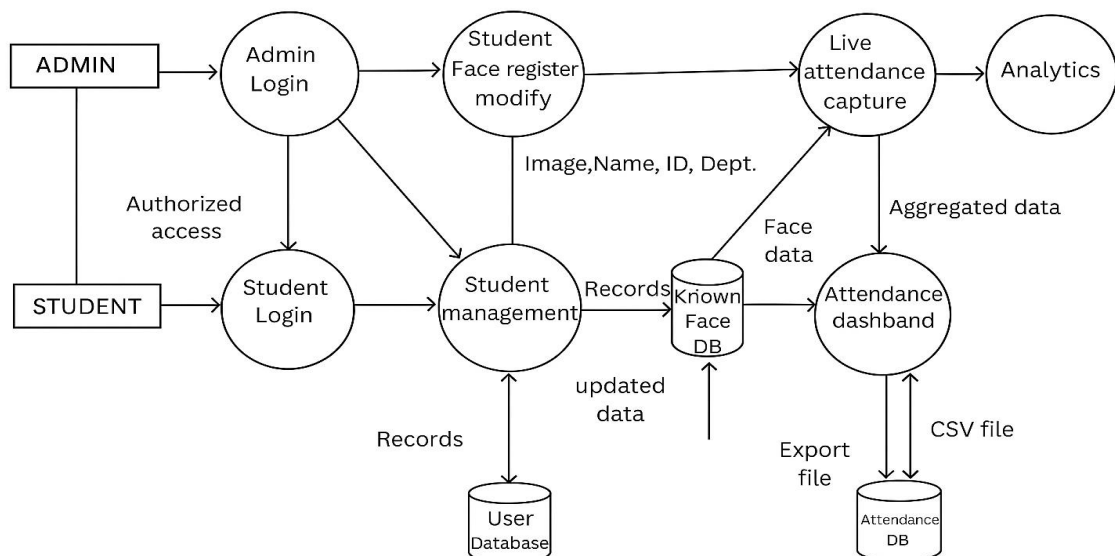 ADMIN
Admin
Login
Student
Face register
modify
Live
attendance
capture
Analytics
Image,Name, ID, Dept.
Authorized
access
Face
data
Aggregated data
STUDENT
Student
Login
Student
management
Records
Kniown
Face
DB
Attendance
dashband
updated
data
Records
Export
file
CSV file
User
Database
Attendance
DB